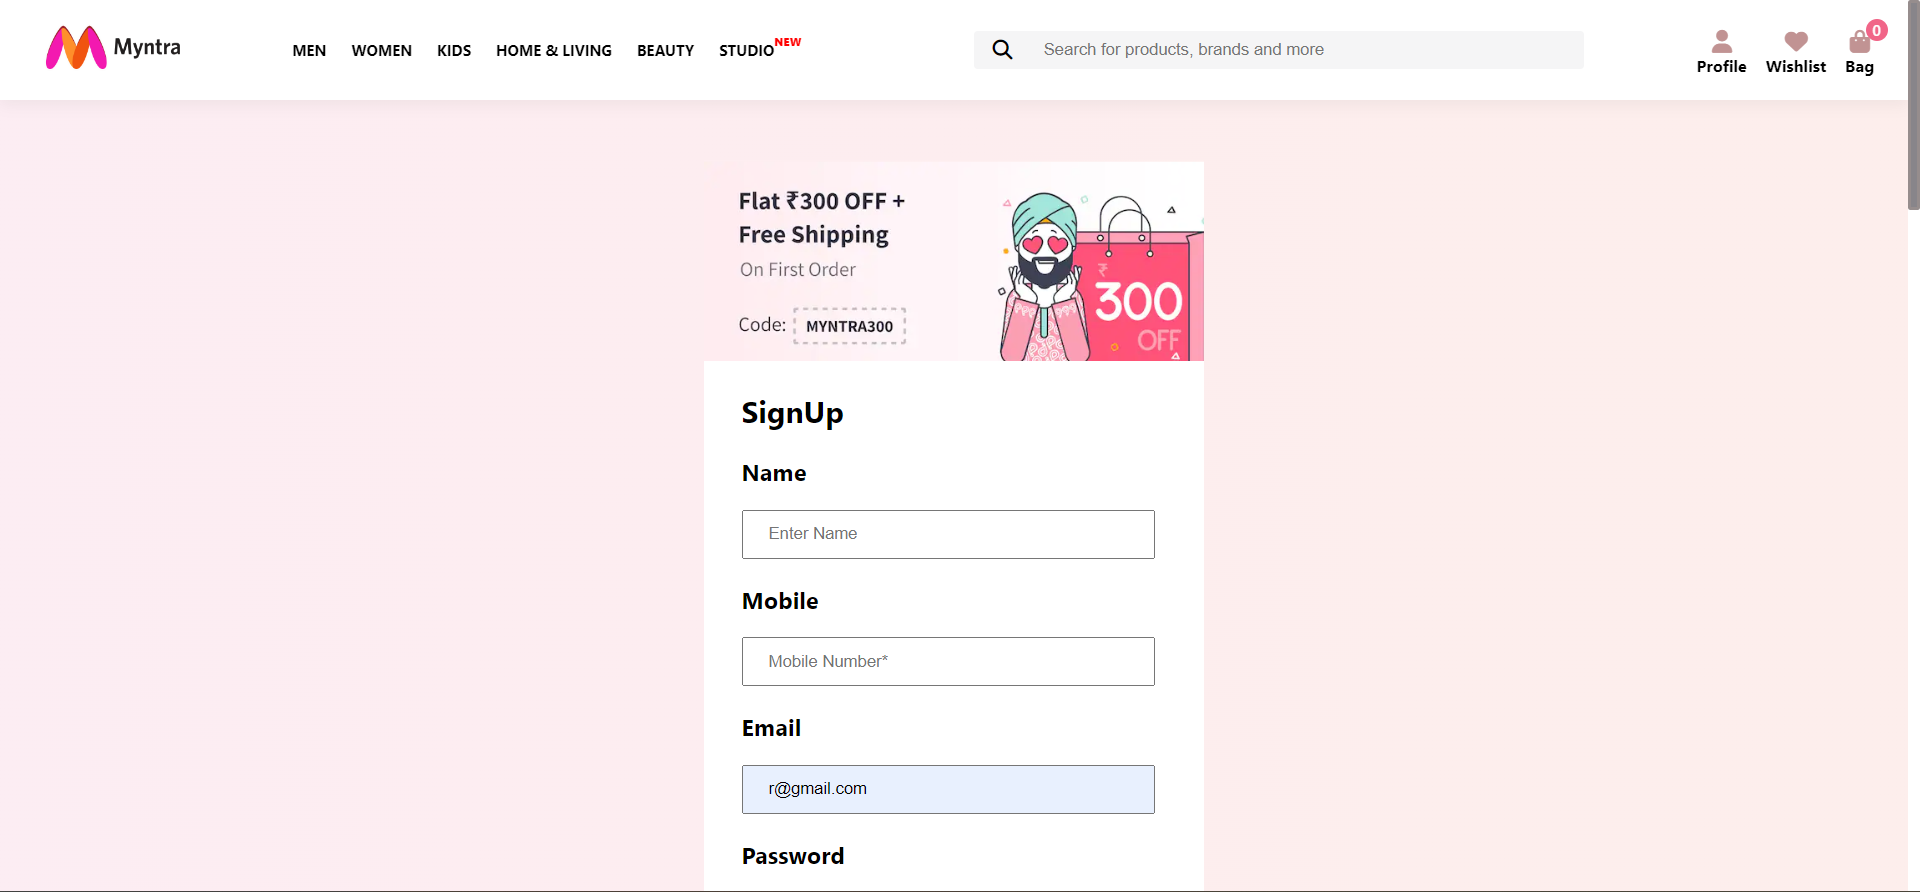 Myntra
MEN WOMEN KIDS HOME & LIVING BEAUTY STUDIO NEW
Search for products, brands and more
0
Profile Wishlist Bag
Flat ₹300 OFF +
Free Shipping
On First Order
Code: MYNTRA300
₹
300
OFF
SignUp
Name
Enter Name
Mobile
Mobile Number*
Email
r@gmail.com
Password